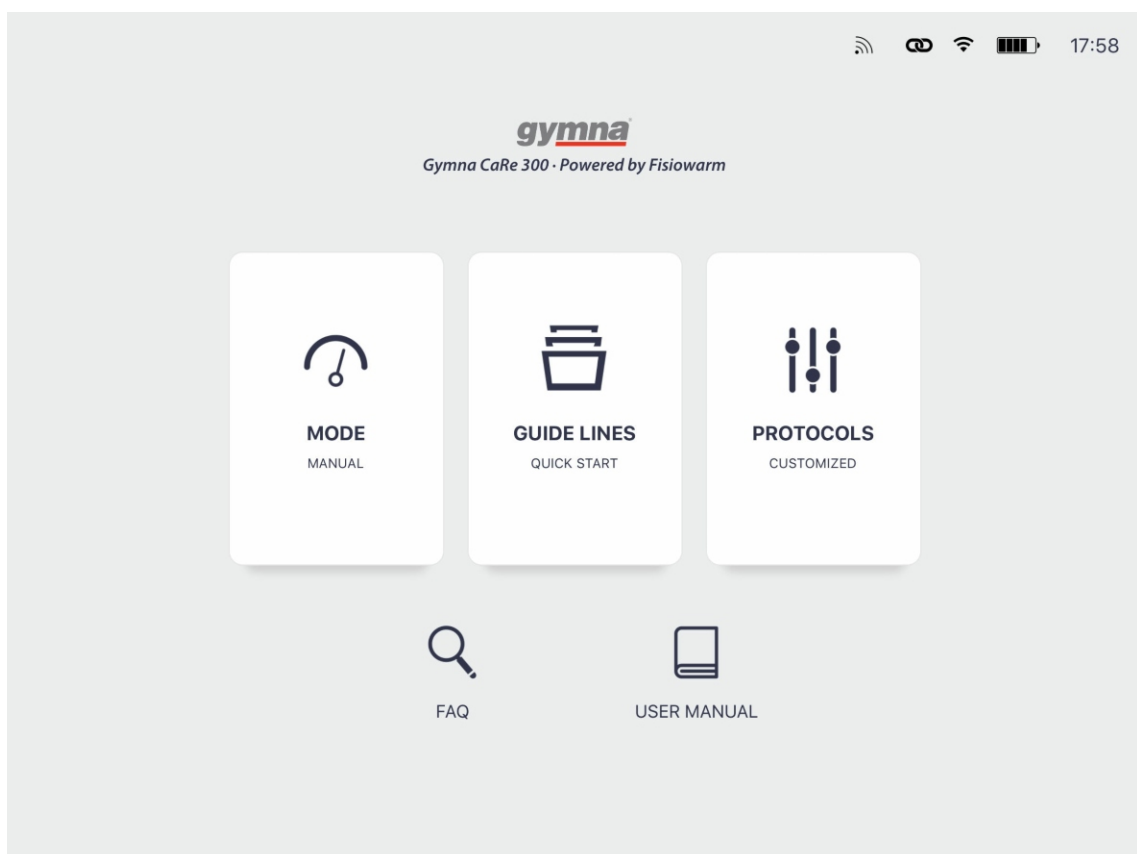 17:58
gymna
Gymna CaRe 300 · Powered by Fisiowarm
MODE
MANUAL
GUIDE LINES
QUICK START
PROTOCOLS
CUSTOMIZED
FAQ
USER MANUAL